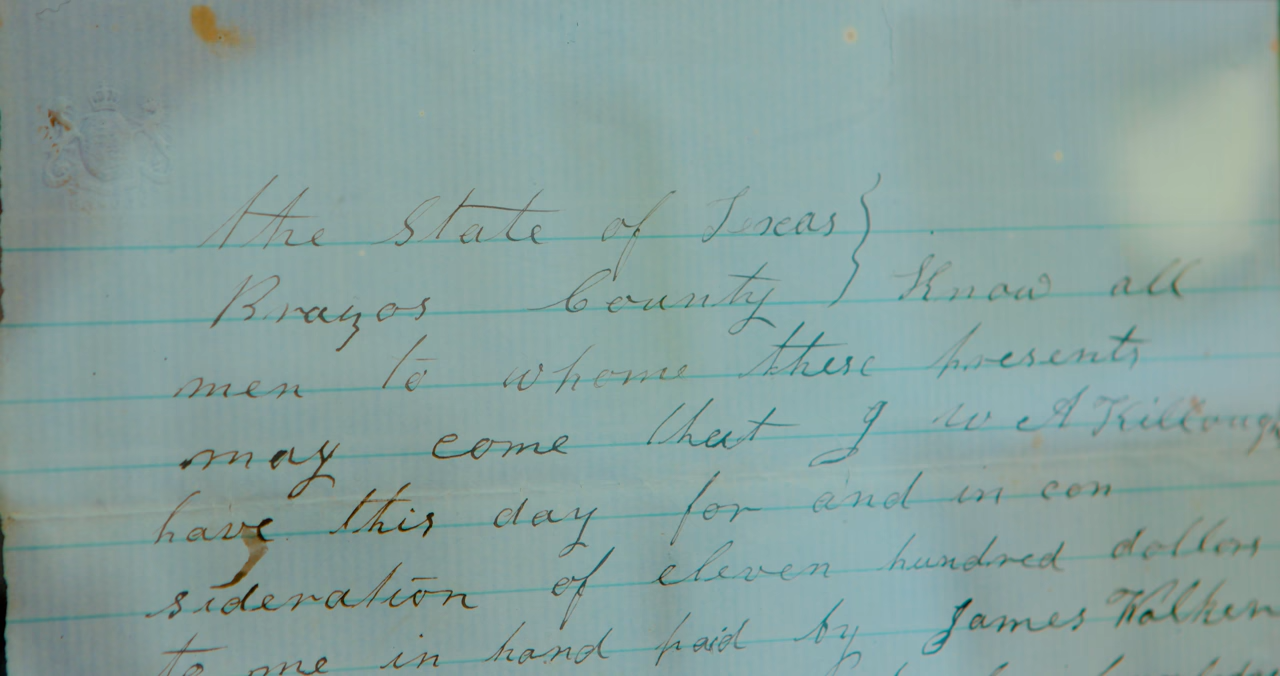 the State of Texas }
Brazos County } Know all
men to whome these presents
may come that I W A Killough
have this day for and in con
sideration of eleven hundred dollars
to me in hand paid by James Walker